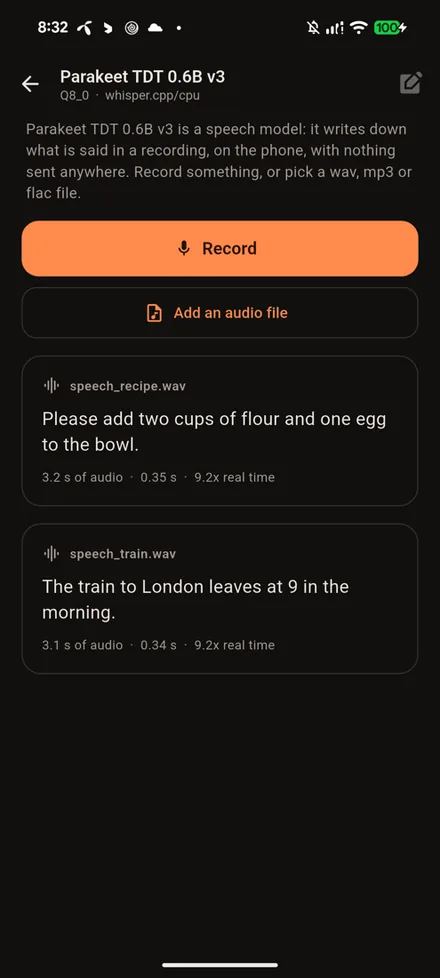 8:32
100
Parakeet TDT 0.6B v3
Q8_0 · whisper.cpp/cpu
Parakeet TDT 0.6B v3 is a speech model: it writes down
what is said in a recording, on the phone, with nothing
sent anywhere. Record something, or pick a wav, mp3 or
flac file.
Record
Add an audio file
speech_recipe.wav
Please add two cups of flour and one egg
to the bowl.
3.2 s of audio · 0.35 s · 9.2x real time
speech_train.wav
The train to London leaves at 9 in the
morning.
3.1 s of audio · 0.34 s · 9.2x real time